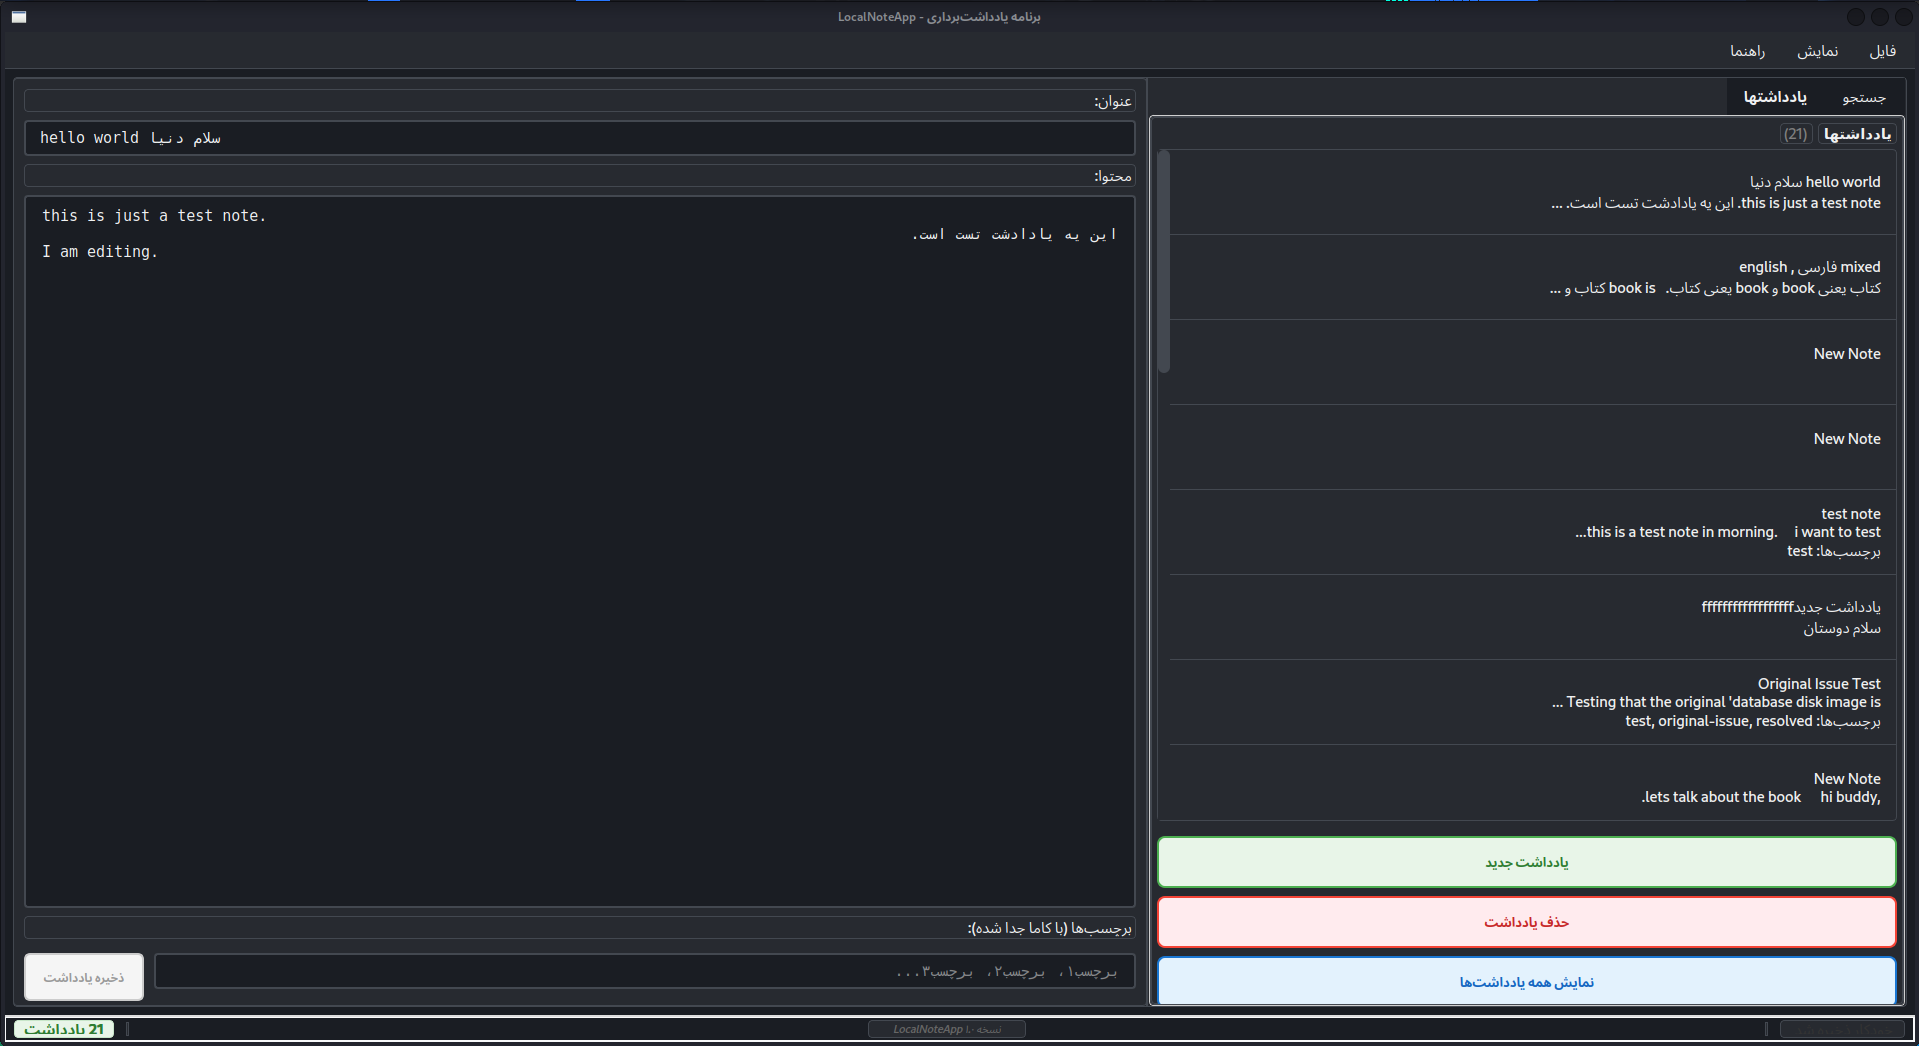 برنامه یادداشت‌برداری - LocalNoteApp
فایل
نمایش
راهنما
جستجو
یادداشتها
یادداشتها (21)
hello world سلام دنیا
this is just a test note. این یه یادادشت تست است. ...
mixed فارسی , english
کتاب یعنی book و book یعنی کتاب. book is کتاب و ...
New Note
New Note
test note
this is a test note in morning. i want to test...
برچسب‌ها: test
یادداشت جدیدffffffffffffffffff
سلام دوستان
Original Issue Test
Testing that the original 'database disk image is ...
برچسب‌ها: test, original-issue, resolved
New Note
hi buddy, lets talk about the book.
یادداشت جدید
حذف یادداشت
نمایش همه یادداشت‌ها
عنوان:
hello world سلام دنیا
محتوا:
this is just a test note.
این یه یادادشت تست است.
I am editing.
برچسب‌ها (با کاما جدا شده):
برچسب۱، برچسب۲، برچسب۳...
ذخیره یادداشت
نسخه ۱.۰ LocalNoteApp
21 یادداشت